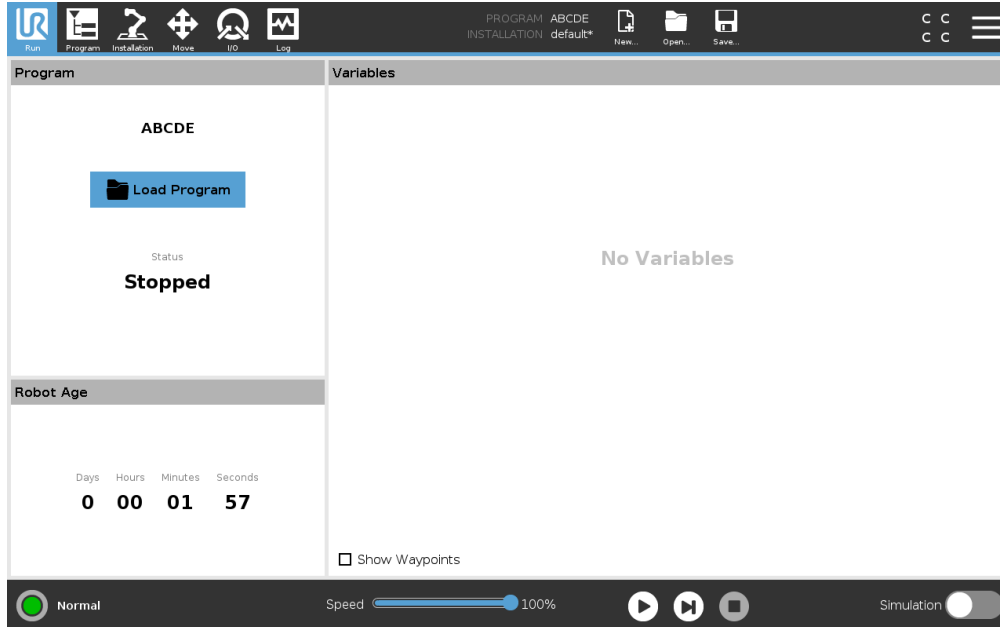 PROGRAM ABCDE
INSTALLATION default*
C C
C C
Run Program Installation Move I/O Log New... Open... Save...
Program
ABCDE
Load Program
Status
Stopped
Robot Age
Days Hours Minutes Seconds
0 00 01 57
Variables
No Variables
Show Waypoints
Normal
Speed 100%
Simulation